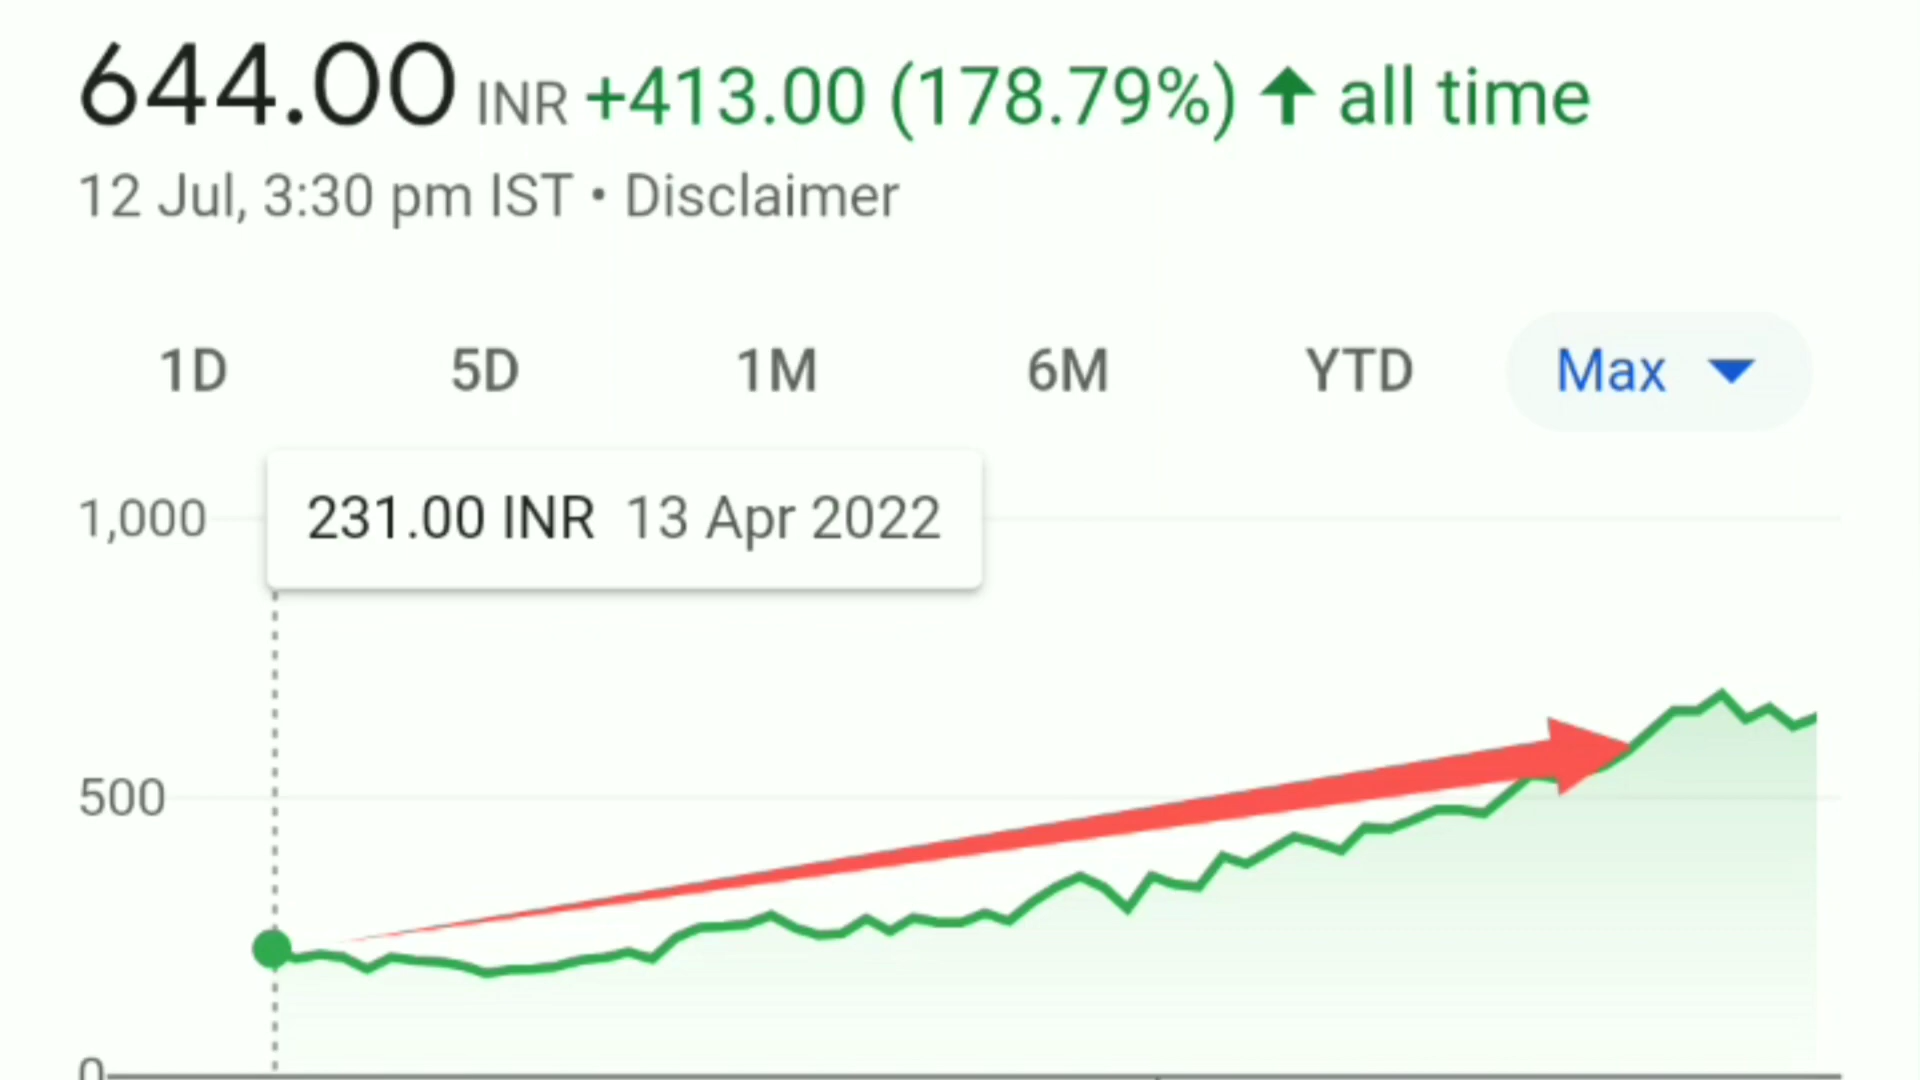 644.00 INR +413.00 (178.79%) ↑ all time
12 Jul, 3:30 pm IST • Disclaimer
1D 5D 1M 6M YTD Max
1,000
231.00 INR 13 Apr 2022
500
0